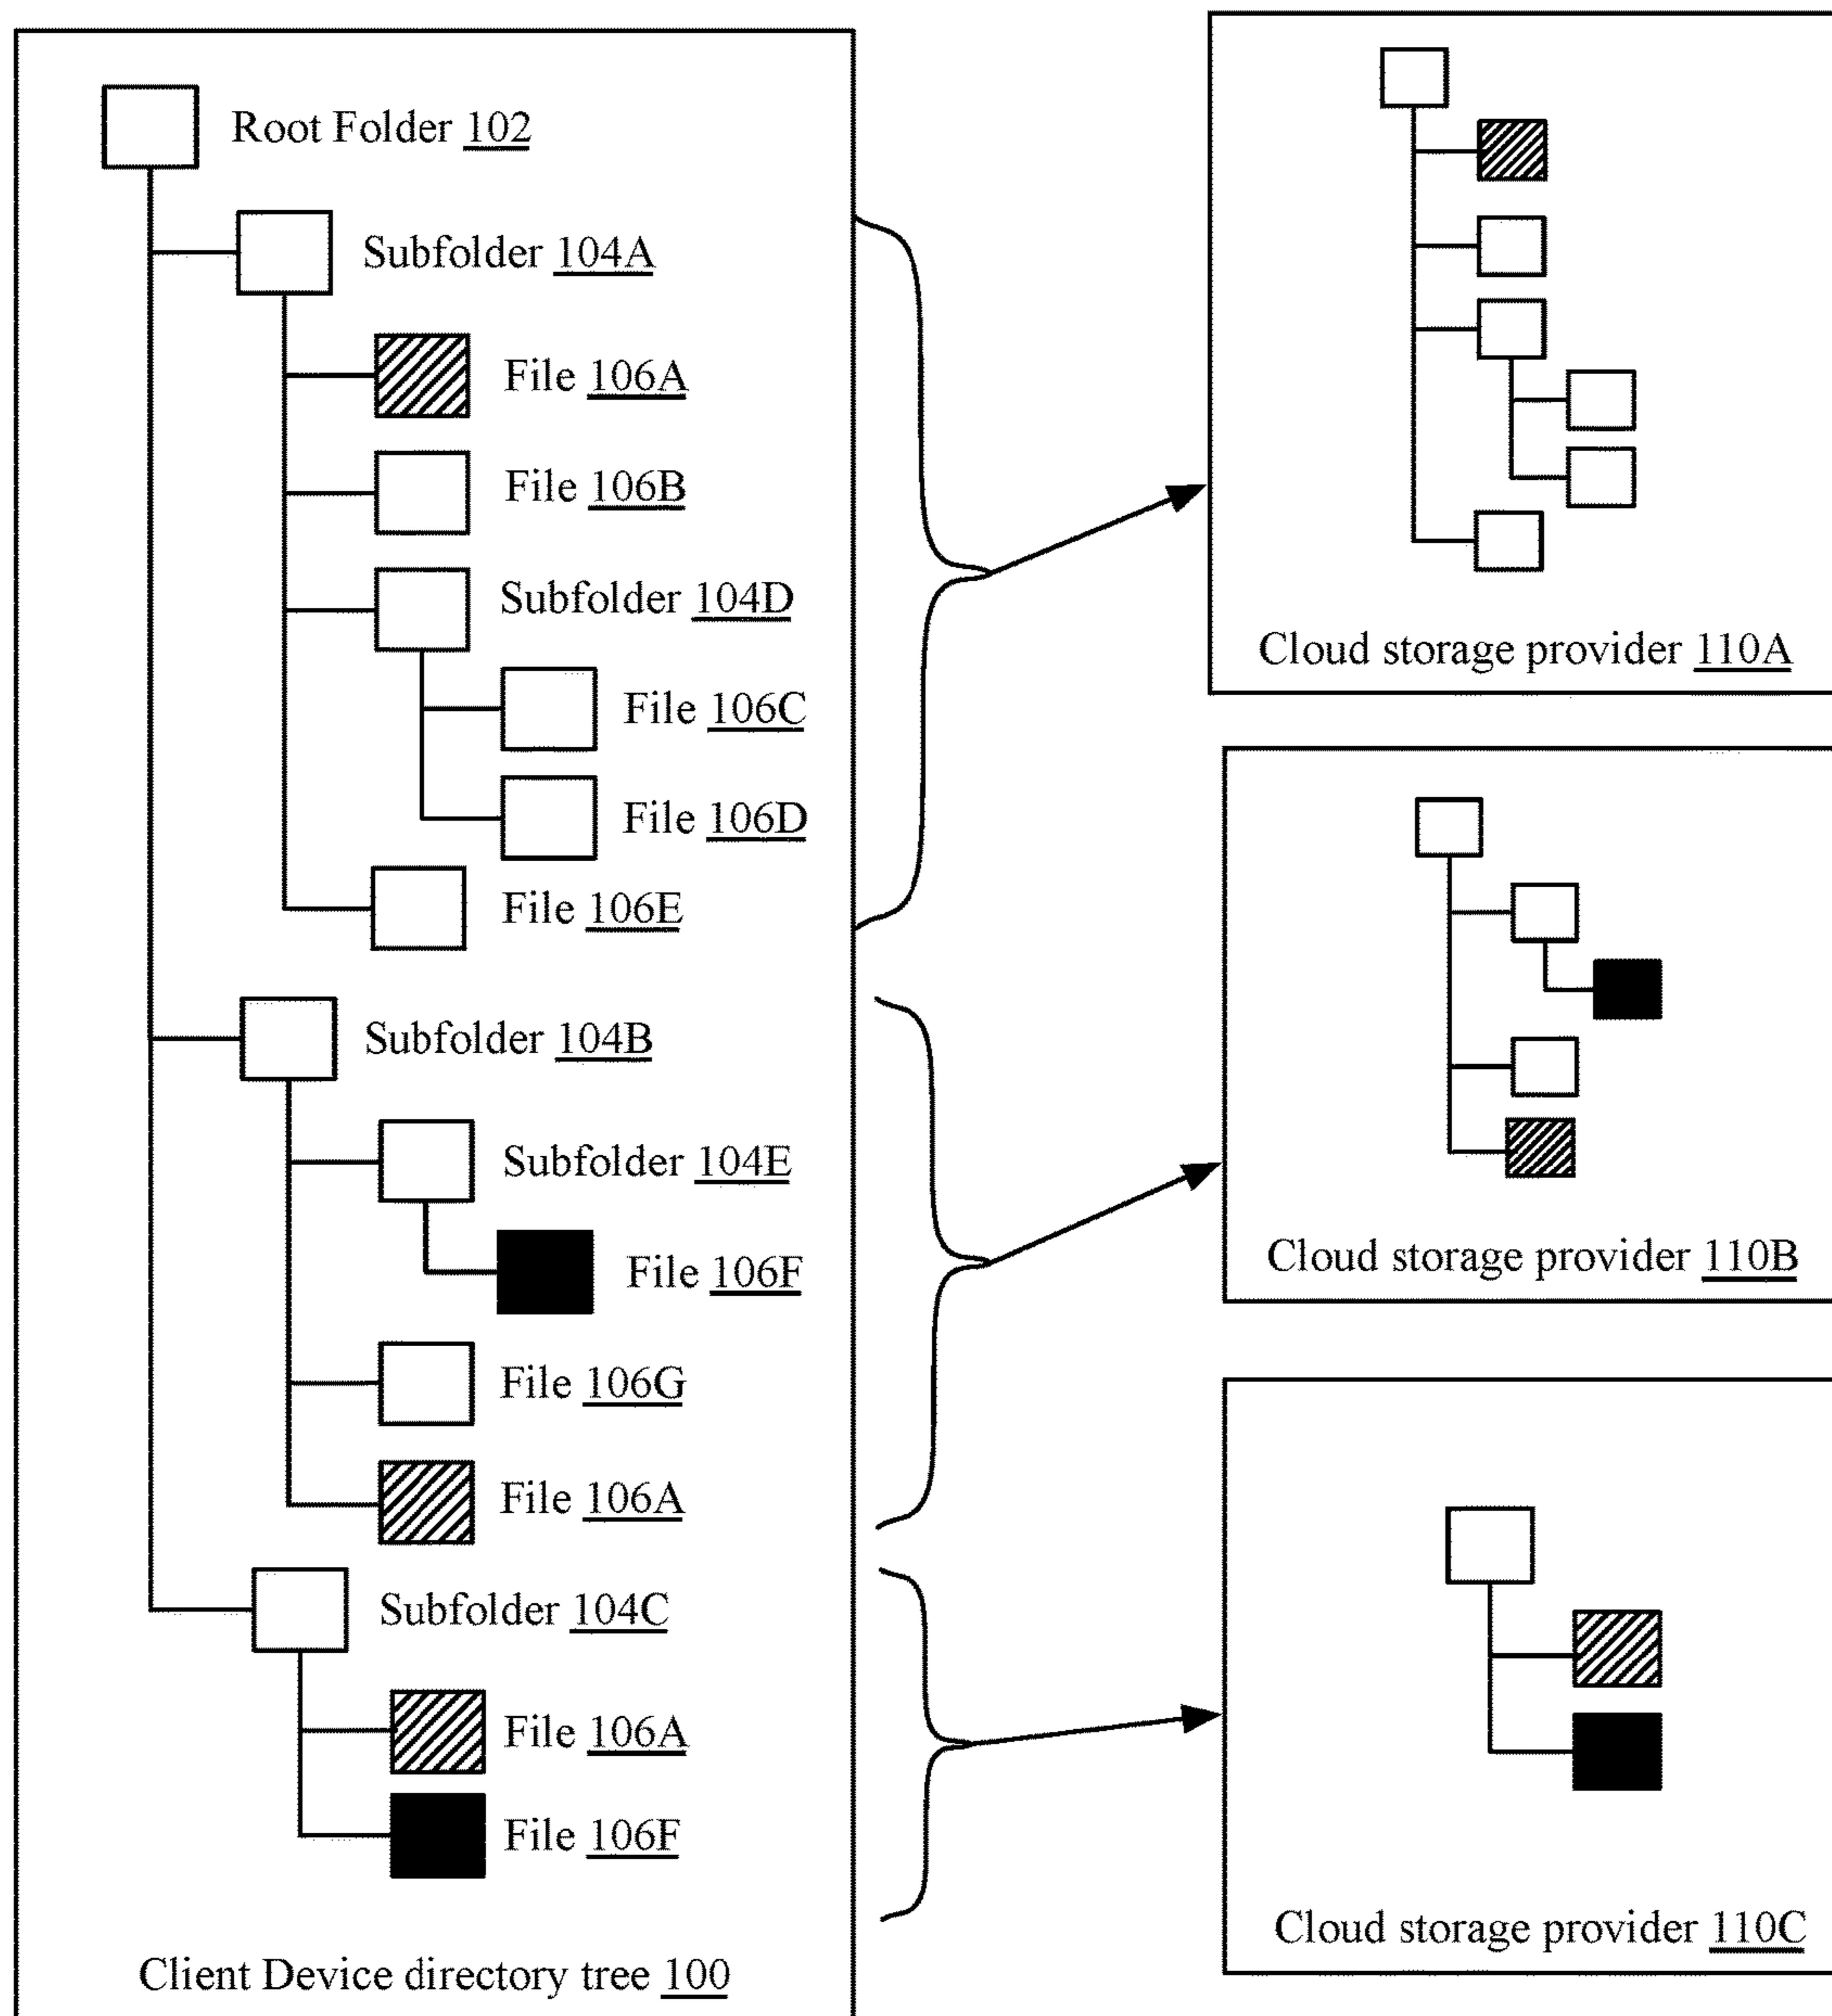 Root Folder 102
Subfolder 104A
File 106A
File 106B
Subfolder 104D
File 106C
File 106D
File 106E
Subfolder 104B
Subfolder 104E
File 106F
File 106G
File 106A
Subfolder 104C
File 106A
File 106F
Client Device directory tree 100
Cloud storage provider 110A
Cloud storage provider 110B
Cloud storage provider 110C